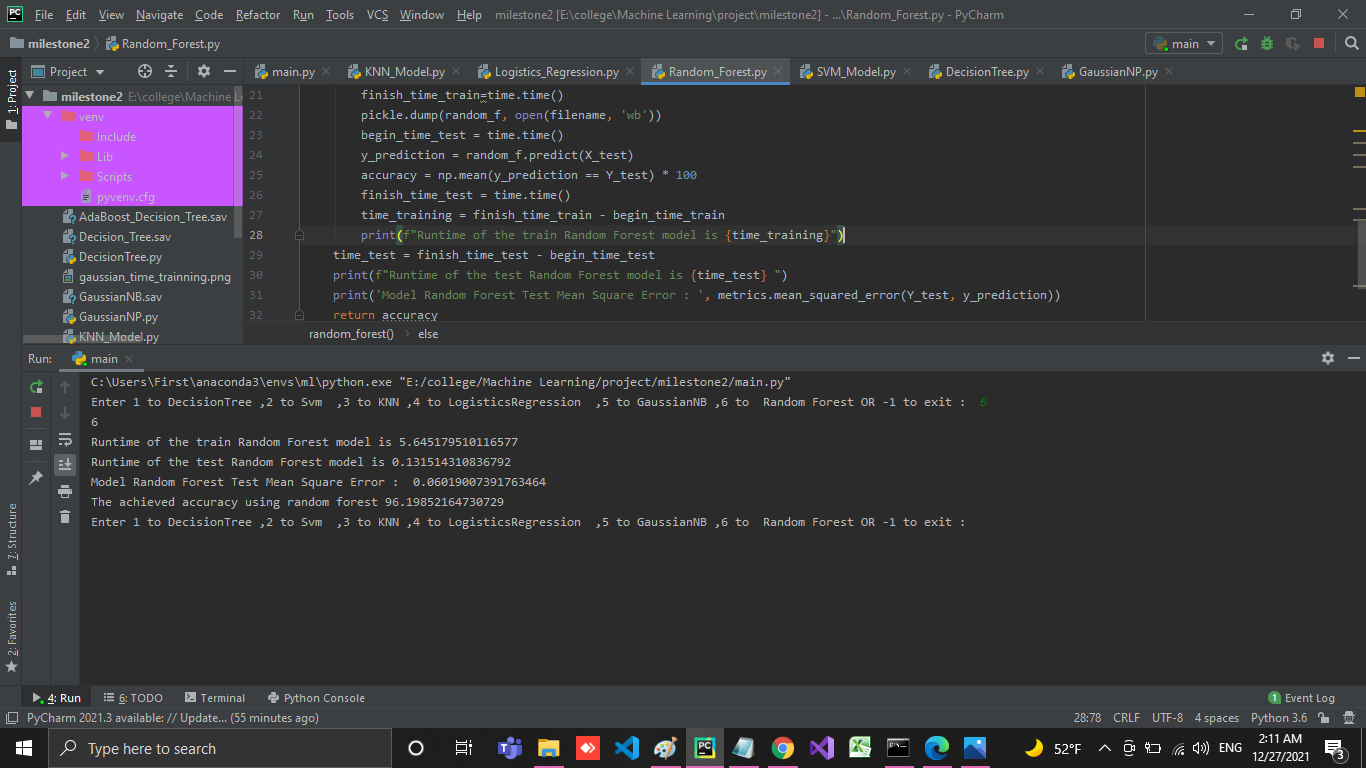 File Edit View Navigate Code Refactor Run Tools VCS Window Help milestone2 [E:\college\Machine Learning\project\milestone2] - ...\Random_Forest.py - PyCharm
milestone2 Random_Forest.py main
Project main.py KNN_Model.py Logistics_Regression.py Random_Forest.py SVM_Model.py DecisionTree.py GaussianNP.py
1: Project
milestone2 E:\college\Machine L
venv
Include
Lib
Scripts
pyvenv.cfg
AdaBoost_Decision_Tree.sav
Decision_Tree.sav
DecisionTree.py
gaussian_time_trainning.png
GaussianNB.sav
GaussianNP.py
KNN_Model.py
21 finish_time_train=time.time()
22 pickle.dump(random_f, open(filename, 'wb'))
23 begin_time_test = time.time()
24 y_prediction = random_f.predict(X_test)
25 accuracy = np.mean(y_prediction == Y_test) * 100
26 finish_time_test = time.time()
27 time_training = finish_time_train - begin_time_train
28 print(f"Runtime of the train Random Forest model is {time_training}")
29 time_test = finish_time_test - begin_time_test
30 print(f"Runtime of the test Random Forest model is {time_test} ")
31 print('Model Random Forest Test Mean Square Error : ', metrics.mean_squared_error(Y_test, y_prediction))
32 return accuracy
random_forest() else
Run: main
C:\Users\First\anaconda3\envs\ml\python.exe "E:/college/Machine Learning/project/milestone2/main.py"
Enter 1 to DecisionTree ,2 to Svm ,3 to KNN ,4 to LogisticsRegression ,5 to GaussianNB ,6 to Random Forest OR -1 to exit : 6
6
Runtime of the train Random Forest model is 5.645179510116577
Runtime of the test Random Forest model is 0.131514310836792
Model Random Forest Test Mean Square Error : 0.06019007391763464
The achieved accuracy using random forest 96.19852164730729
Enter 1 to DecisionTree ,2 to Svm ,3 to KNN ,4 to LogisticsRegression ,5 to GaussianNB ,6 to Random Forest OR -1 to exit :
7: Structure
2: Favorites
4: Run 6: TODO Terminal Python Console 1 Event Log
PyCharm 2021.3 available: // Update... (55 minutes ago) 28:78 CRLF UTF-8 4 spaces Python 3.6
Type here to search 52°F ENG 2:11 AM
12/27/2021 3